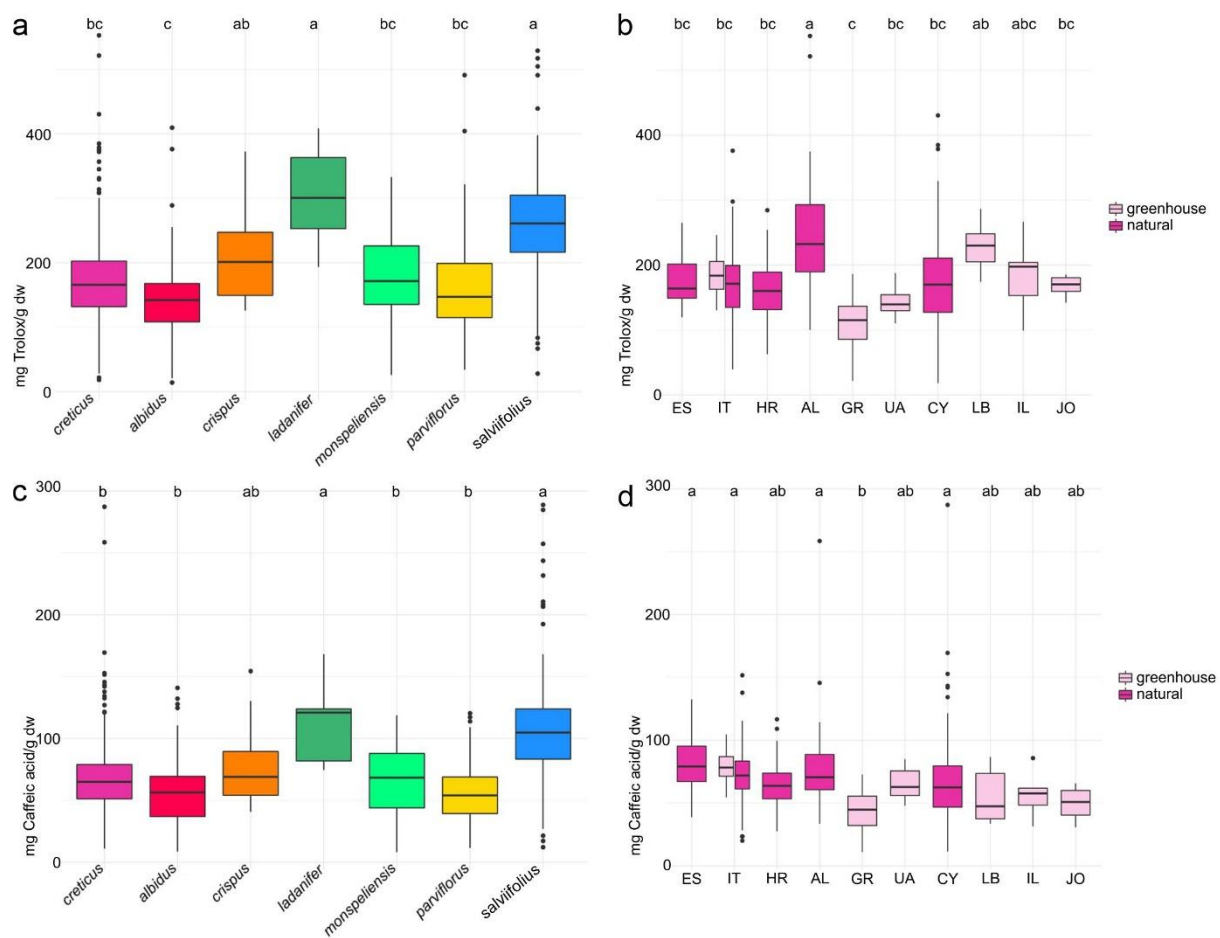 a
bc c ab a bc bc a
mg Trolox/g dw
400
200
0
creticus albidus crispus ladanifer monspeliensis parviflorus salviifolius
b
bc bc bc a c bc bc ab abc bc
mg Trolox/g dw
400
200
0
ES IT HR AL GR UA CY LB IL JO
greenhouse
natural
c
b b ab a b b a
mg Caffeic acid/g dw
300
200
100
0
creticus albidus crispus ladanifer monspeliensis parviflorus salviifolius
d
a a ab a b ab a ab ab ab
mg Caffeic acid/g dw
300
200
100
0
ES IT HR AL GR UA CY LB IL JO
greenhouse
natural